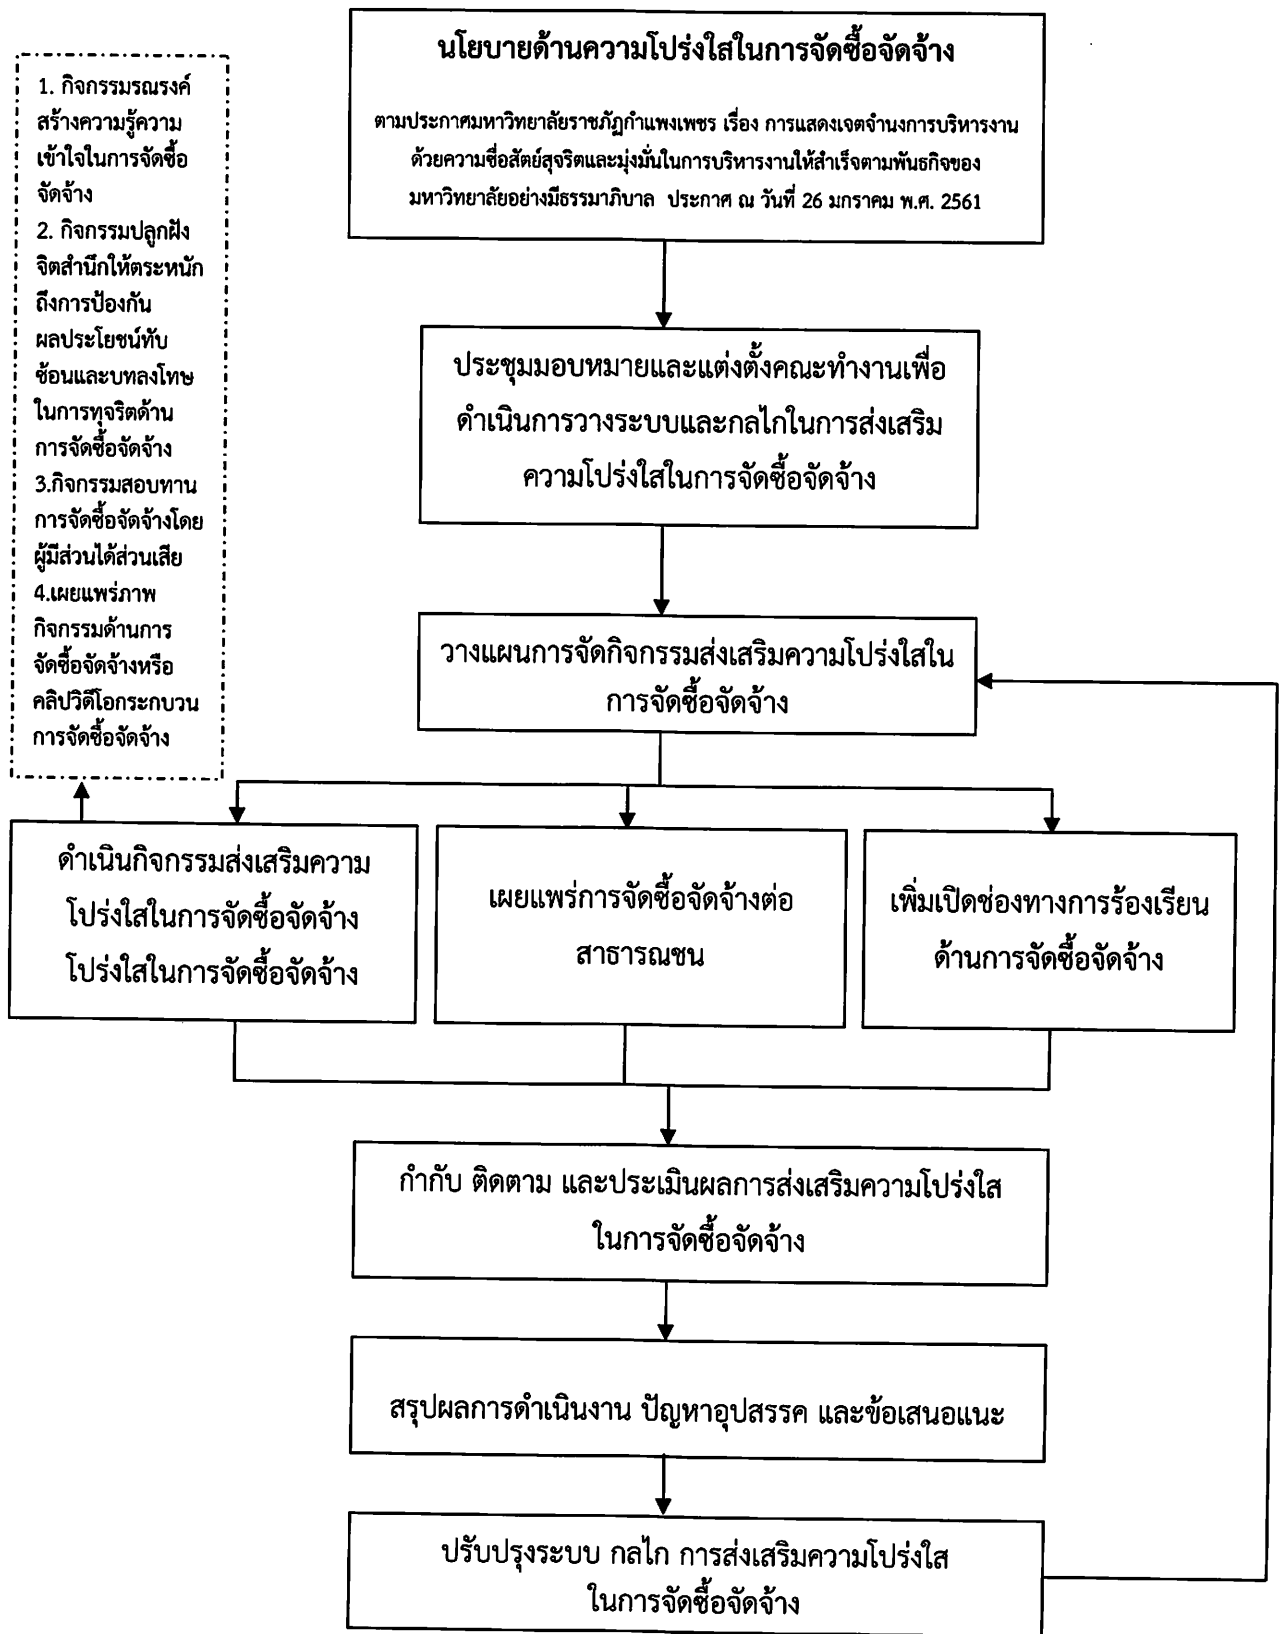 นโยบายด้านความโปร่งใสในการจัดซื้อจัดจ้าง
ตามประกาศมหาวิทยาลัยราชภัฏกำแพงเพชร เรื่อง การแสดงเจตจำนงการบริหารงาน
ด้วยความซื่อสัตย์สุจริตและมุ่งมั่นในการบริหารงานให้สำเร็จตามพันธกิจของ
มหาวิทยาลัยอย่างมีธรรมาภิบาล ประกาศ ณ วันที่ 26 มกราคม พ.ศ. 2561
1. กิจกรรมรณรงค์
สร้างความรู้ความ
เข้าใจในการจัดซื้อ
จัดจ้าง
2. กิจกรรมปลูกฝัง
จิตสำนึกให้ตระหนัก
ถึงการป้องกัน
ผลประโยชน์ทับ
ซ้อนและบทลงโทษ
ในการทุจริตด้าน
การจัดซื้อจัดจ้าง
3.กิจกรรมสอบทาน
การจัดซื้อจัดจ้างโดย
ผู้มีส่วนได้ส่วนเสีย
4.เผยแพร่ภาพ
กิจกรรมด้านการ
จัดซื้อจัดจ้างหรือ
คลิปวิดีโอกระกบวน
การจัดซื้อจัดจ้าง
ประชุมมอบหมายและแต่งตั้งคณะทำงานเพื่อ
ดำเนินการวางระบบและกลไกในการส่งเสริม
ความโปร่งใสในการจัดซื้อจัดจ้าง
วางแผนการจัดกิจกรรมส่งเสริมความโปร่งใสใน
การจัดซื้อจัดจ้าง
ดำเนินกิจกรรมส่งเสริมความ
โปร่งใสในการจัดซื้อจัดจ้าง
โปร่งใสในการจัดซื้อจัดจ้าง
เผยแพร่การจัดซื้อจัดจ้างต่อ
สาธารณชน
เพิ่มเปิดช่องทางการร้องเรียน
ด้านการจัดซื้อจัดจ้าง
กำกับ ติดตาม และประเมินผลการส่งเสริมความโปร่งใส
ในการจัดซื้อจัดจ้าง
สรุปผลการดำเนินงาน ปัญหาอุปสรรค และข้อเสนอแนะ
ปรับปรุงระบบ กลไก การส่งเสริมความโปร่งใส
ในการจัดซื้อจัดจ้าง